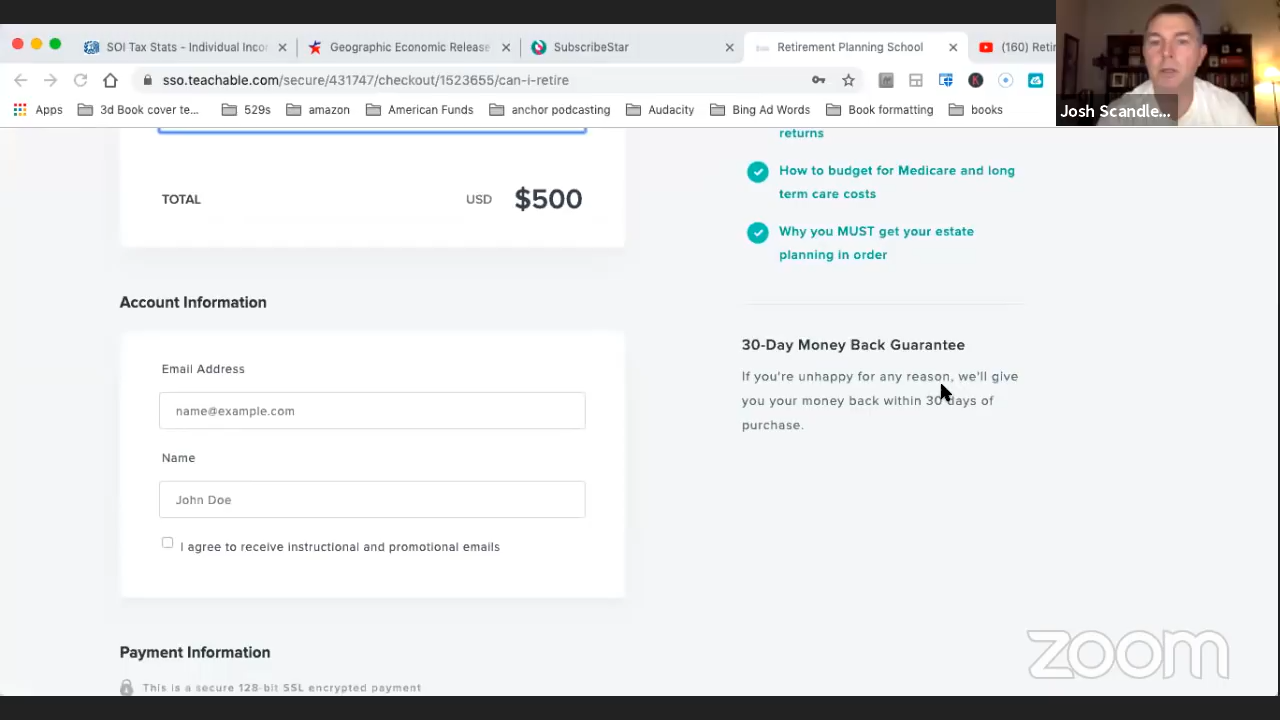 SOI Tax Stats - Individual Inco
Geographic Economic Release
SubscribeStar
Retirement Planning School
(160) Retir
sso.teachable.com/secure/431747/checkout/1523655/can-i-retire
Apps
3d Book cover te...
529s
amazon
American Funds
anchor podcasting
Audacity
Bing Ad Words
Book formatting
books
Josh Scandle...
returns
How to budget for Medicare and long
term care costs
TOTAL USD $500
Why you MUST get your estate
planning in order
Account Information
Email Address
name@example.com
Name
John Doe
I agree to receive instructional and promotional emails
30-Day Money Back Guarantee
If you're unhappy for any reason, we'll give
you your money back within 30 days of
purchase.
Payment Information
This is a secure 128-bit SSL encrypted payment
zoom